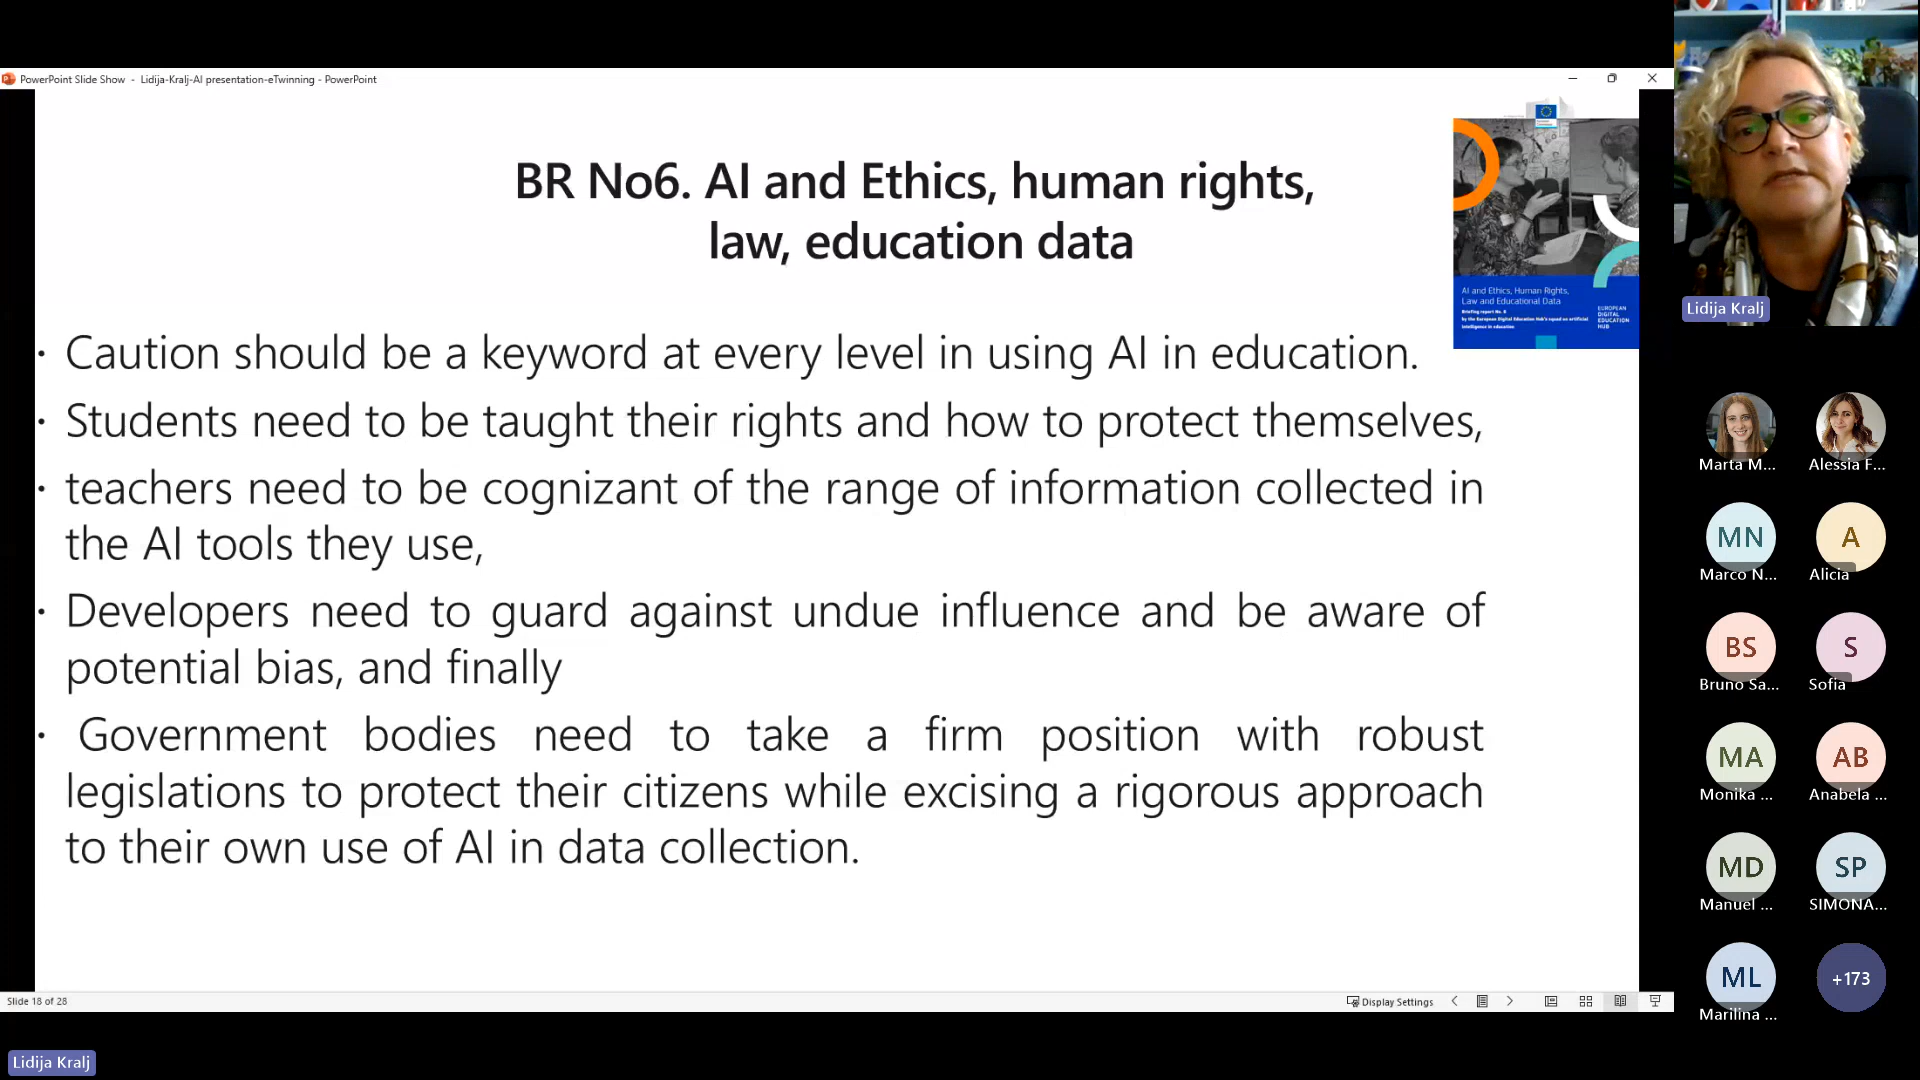 PowerPoint Slide Show - Lidija-Kralj-AI presentation-eTwinning - PowerPoint
BR No6. AI and Ethics, human rights,
law, education data
AI and Ethics, Human Rights,
Law and Educational Data
Briefing report No. 6
by the European Digital Education Hub's squad on artificial
intelligence in education
EUROPEAN
DIGITAL
EDUCATION
HUB
· Caution should be a keyword at every level in using AI in education.
· Students need to be taught their rights and how to protect themselves,
· teachers need to be cognizant of the range of information collected in
the AI tools they use,
· Developers need to guard against undue influence and be aware of
potential bias, and finally
· Government bodies need to take a firm position with robust
legislations to protect their citizens while excising a rigorous approach
to their own use of AI in data collection.
Slide 18 of 28
Display Settings
Lidija Kralj
Lidija Kralj
Marta M...
Alessia F...
MN
Marco N...
A
Alicia
BS
Bruno Sa...
S
Sofia
MA
Monika ...
AB
Anabela ...
MD
Manuel ...
SP
SIMONA...
ML
Marilina ...
+173